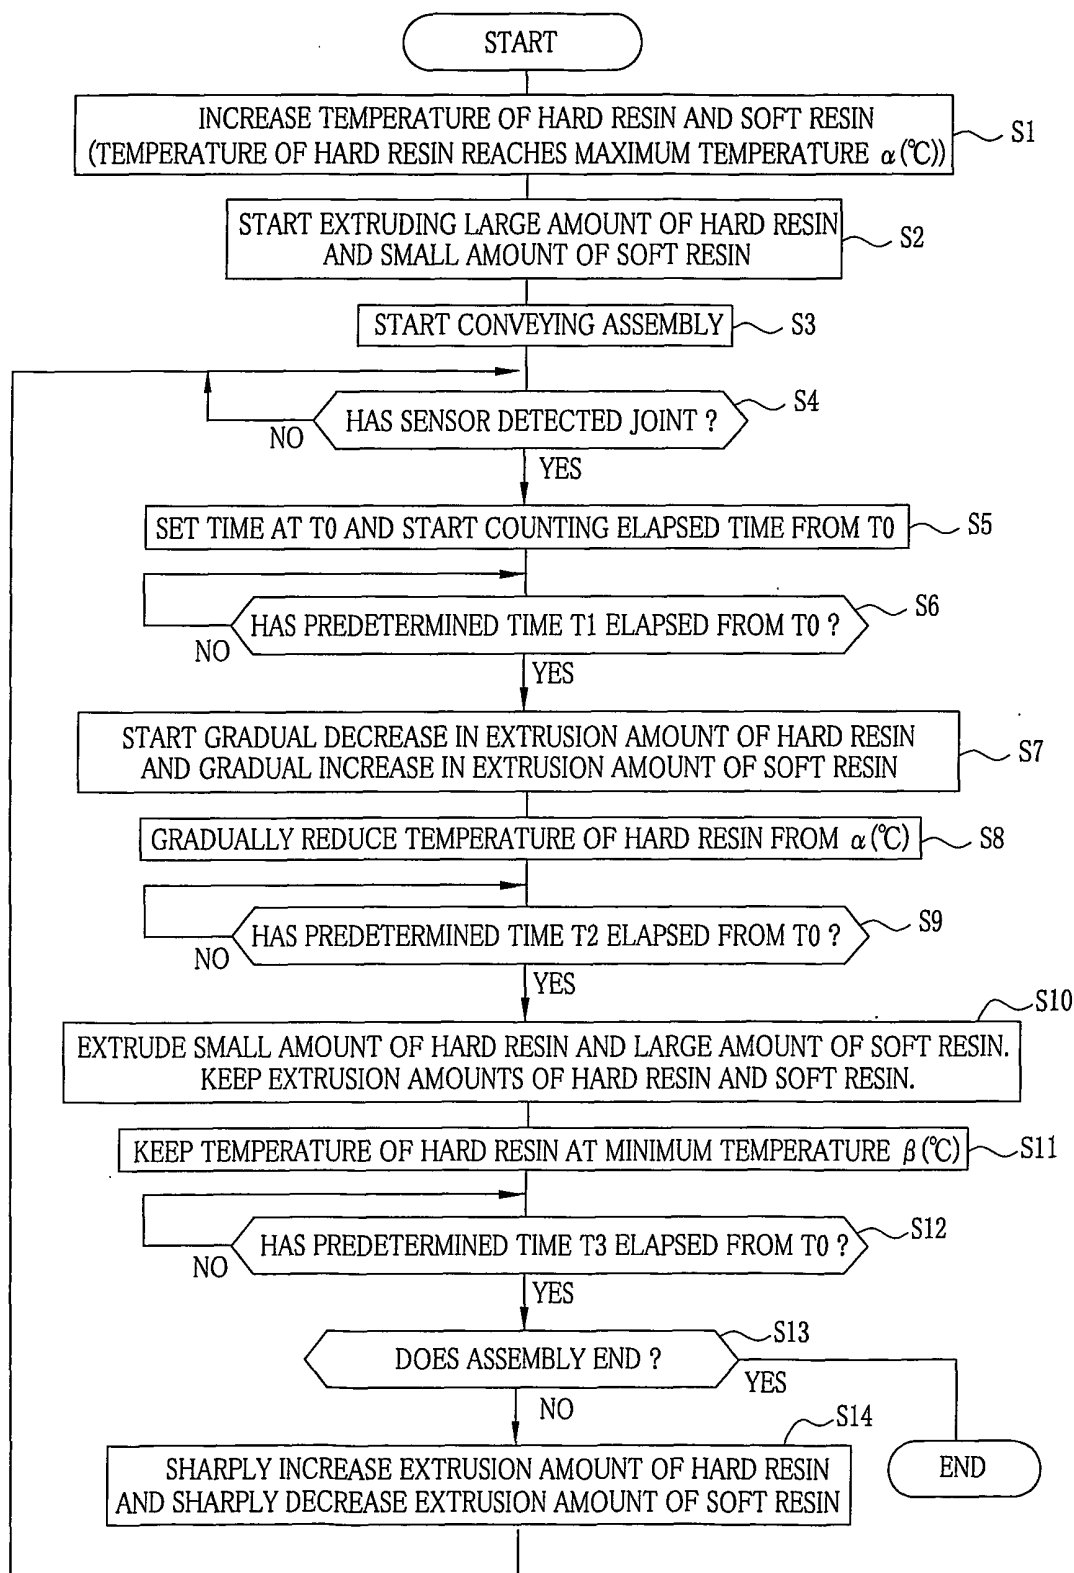 START
INCREASE TEMPERATURE OF HARD RESIN AND SOFT RESIN
(TEMPERATURE OF HARD RESIN REACHES MAXIMUM TEMPERATURE α(℃))
S1
START EXTRUDING LARGE AMOUNT OF HARD RESIN
AND SMALL AMOUNT OF SOFT RESIN
S2
START CONVEYING ASSEMBLY
S3
HAS SENSOR DETECTED JOINT ?
S4
NO
YES
SET TIME AT T0 AND START COUNTING ELAPSED TIME FROM T0
S5
HAS PREDETERMINED TIME T1 ELAPSED FROM T0 ?
S6
NO
YES
START GRADUAL DECREASE IN EXTRUSION AMOUNT OF HARD RESIN
AND GRADUAL INCREASE IN EXTRUSION AMOUNT OF SOFT RESIN
S7
GRADUALLY REDUCE TEMPERATURE OF HARD RESIN FROM α(℃)
S8
HAS PREDETERMINED TIME T2 ELAPSED FROM T0 ?
S9
NO
YES
S10
EXTRUDE SMALL AMOUNT OF HARD RESIN AND LARGE AMOUNT OF SOFT RESIN.
KEEP EXTRUSION AMOUNTS OF HARD RESIN AND SOFT RESIN.
KEEP TEMPERATURE OF HARD RESIN AT MINIMUM TEMPERATURE β(℃)
S11
HAS PREDETERMINED TIME T3 ELAPSED FROM T0 ?
S12
NO
YES
DOES ASSEMBLY END ?
S13
YES
NO
S14
SHARPLY INCREASE EXTRUSION AMOUNT OF HARD RESIN
AND SHARPLY DECREASE EXTRUSION AMOUNT OF SOFT RESIN
END